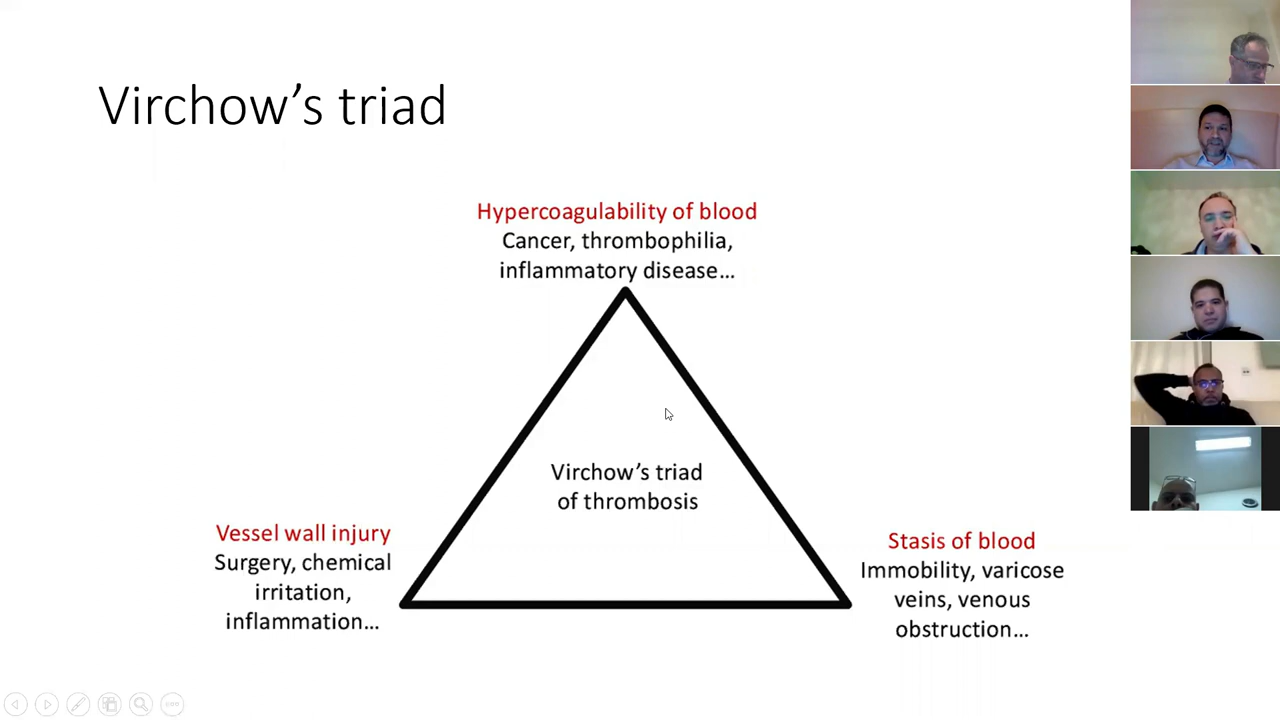 Virchow’s triad
Hypercoagulability of blood
Cancer, thrombophilia,
inflammatory disease…
Virchow’s triad
of thrombosis
Vessel wall injury
Surgery, chemical
irritation,
inflammation…
Stasis of blood
Immobility, varicose
veins, venous
obstruction…